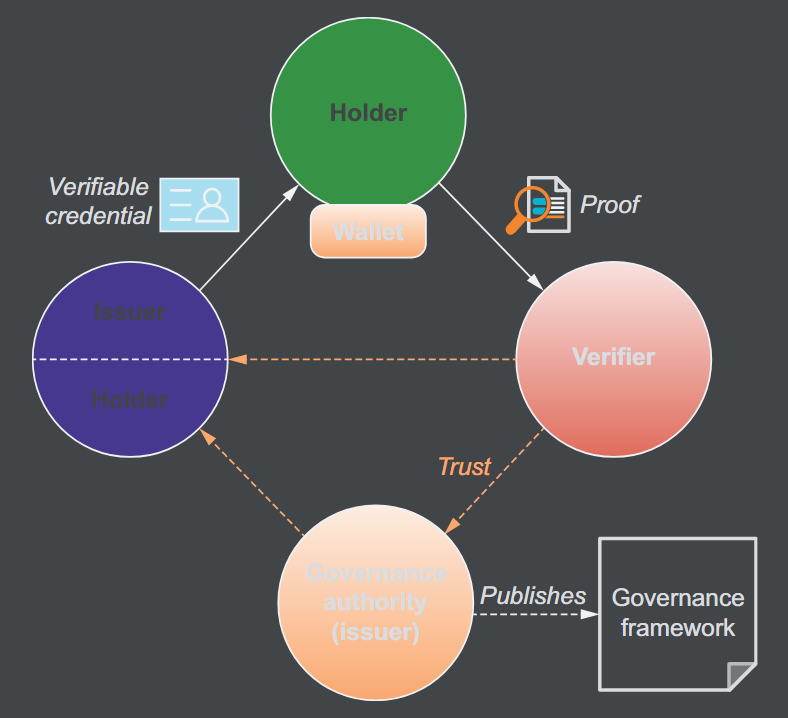 Holder
Verifiable
credential
Proof
Wallet
Issuer
Holder
Verifier
Trust
Governance
authority
(issuer)
Publishes
Governance
framework